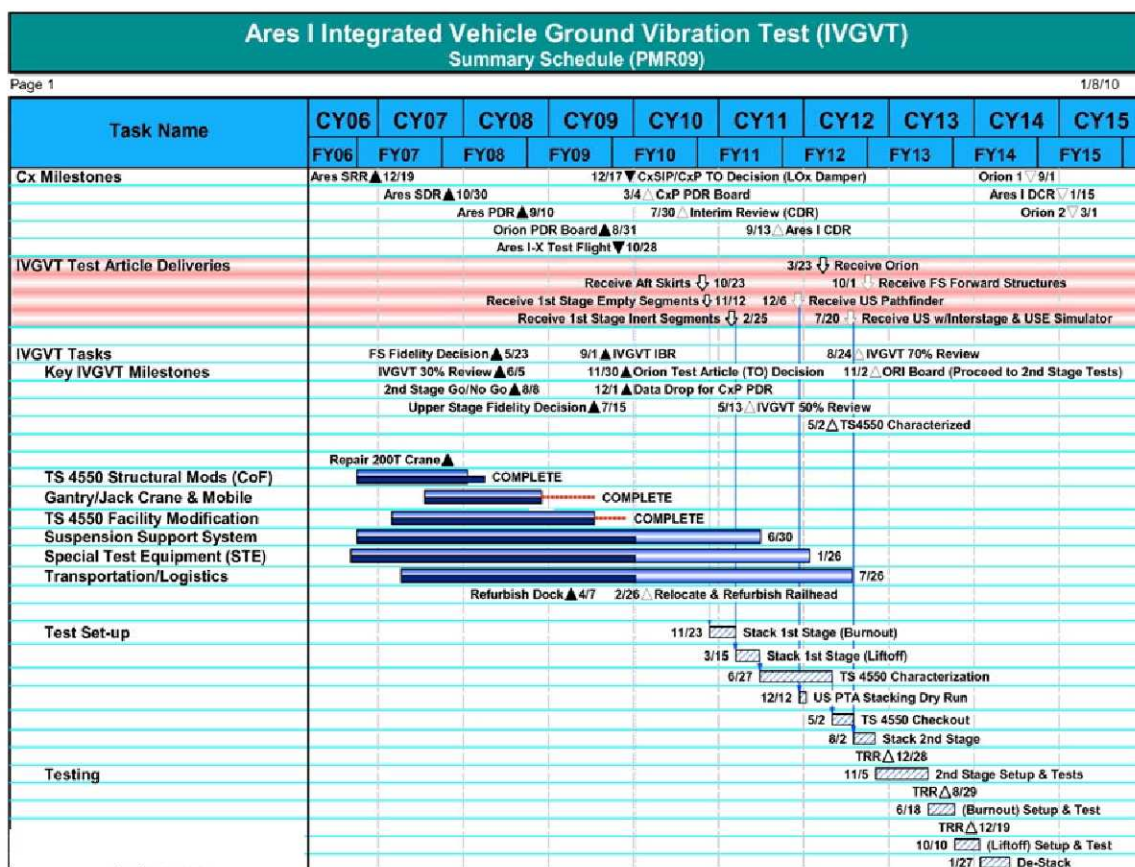 Ares I Integrated Vehicle Ground Vibration Test (IVGVT)
Summary Schedule (PMR09)
Page 1 1/8/10
Task Name CY06 CY07 CY08 CY09 CY10 CY11 CY12 CY13 CY14 CY15
FY06 FY07 FY08 FY09 FY10 FY11 FY12 FY13 FY14 FY15
Cx Milestones Ares SRR 12/19 12/17 CxSIP/CxP TO Decision (LOx Damper) Orion 1 9/1
Ares SDR 10/30 3/4 CxP PDR Board Ares I DCR 1/15
Ares PDR 9/10 7/30 Interim Review (CDR) Orion 2 3/1
Orion PDR Board 8/31 9/13 Ares I CDR
Ares I-X Test Flight 10/28
IVGVT Test Article Deliveries 3/23 Receive Orion
Receive Aft Skirts 10/23 10/1 Receive FS Forward Structures
Receive 1st Stage Empty Segments 11/12 12/6 Receive US Pathfinder
Receive 1st Stage Inert Segments 2/25 7/20 Receive US w/Interstage & USE Simulator
IVGVT Tasks FS Fidelity Decision 5/23 9/1 IVGVT IBR 8/24 IVGVT 70% Review
Key IVGVT Milestones IVGVT 30% Review 6/5 11/30 Orion Test Article (TO) Decision 11/2 ORI Board (Proceed to 2nd Stage Tests)
2nd Stage Go/No Go 8/8 12/1 Data Drop for CxP PDR
Upper Stage Fidelity Decision 7/15 5/13 IVGVT 50% Review
5/2 TS4550 Characterized
Repair 200T Crane
TS 4550 Structural Mods (CoF) COMPLETE
Gantry/Jack Crane & Mobile COMPLETE
TS 4550 Facility Modification COMPLETE
Suspension Support System 6/30
Special Test Equipment (STE) 1/26
Transportation/Logistics 7/26
Refurbish Dock 4/7 2/26 Relocate & Refurbish Railhead
Test Set-up 11/23 Stack 1st Stage (Burnout)
3/15 Stack 1st Stage (Liftoff)
6/27 TS 4550 Characterization
12/12 US PTA Stacking Dry Run
5/2 TS 4550 Checkout
8/2 Stack 2nd Stage
TRR 12/28
Testing 11/5 2nd Stage Setup & Tests
TRR 8/29
6/18 (Burnout) Setup & Test
TRR 12/19
10/10 (Liftoff) Setup & Test
1/27 De-Stack